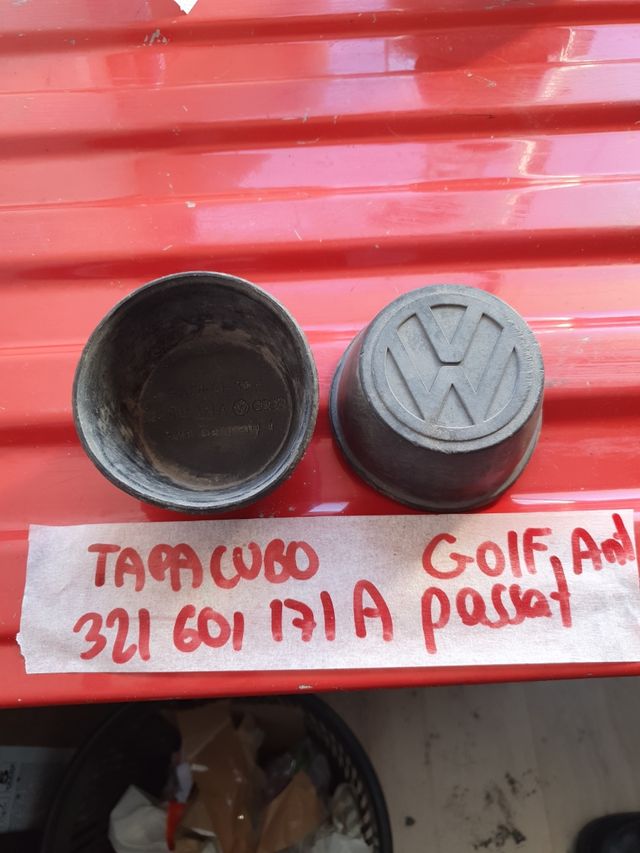 TAPACUBO GOLF, Ant
321 601 171 A passat